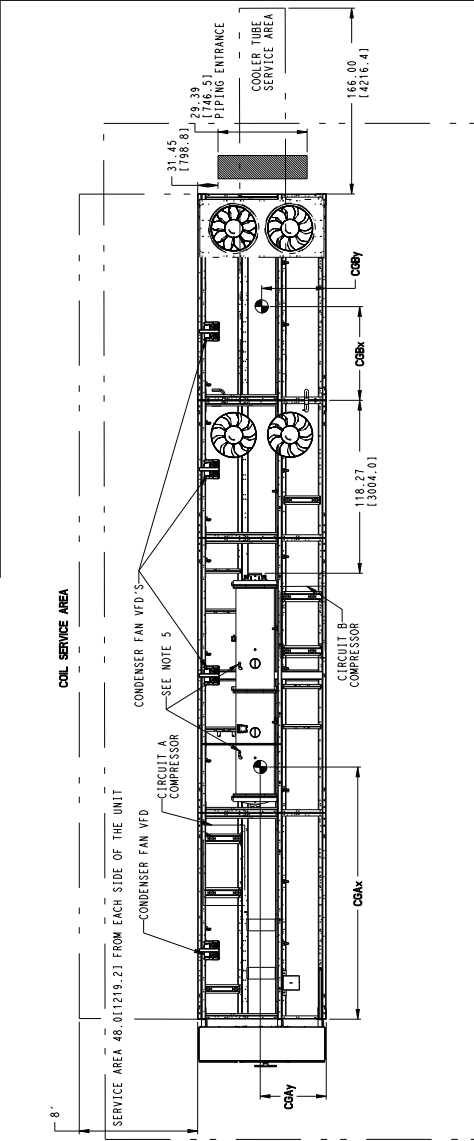 COOLER TUBE
SERVICE AREA
166.00
[4216.4]
29.39
[746.5]
PIPING ENTRANCE
31.45
[798.8]
CGBy
CGBx
118.27
[3004.0]
COIL SERVICE AREA
CONDENSER FAN VFD'S
SEE NOTE 5
CIRCUIT B
COMPRESSOR
CIRCUIT A
COMPRESSOR
CONDENSER FAN VFD
SERVICE AREA 48.0[1219.2] FROM EACH SIDE OF THE UNIT
CGAx
CGAy
8'